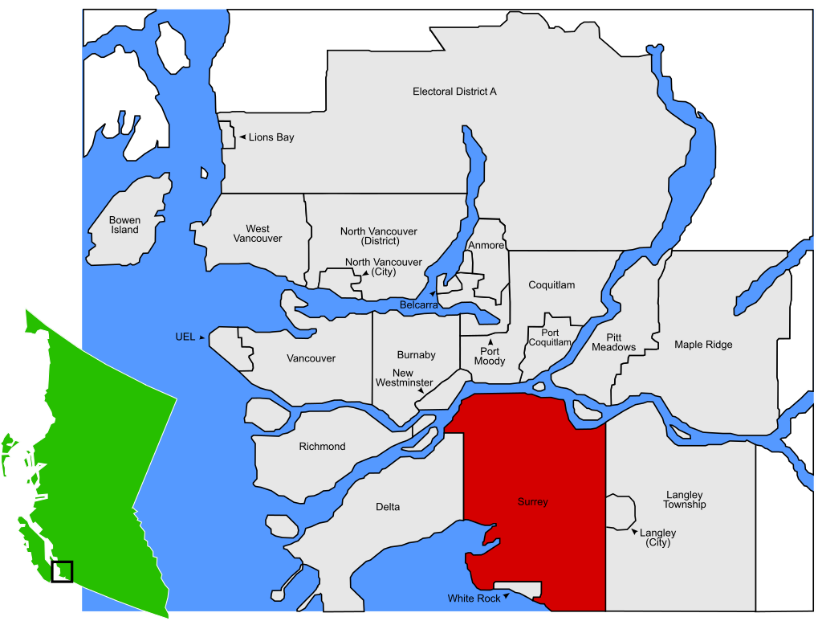 Electoral District A
Lions Bay
Bowen
Island
West
Vancouver
North Vancouver
(District)
North Vancouver
(City)
Anmore
Belcarra
Coquitlam
UEL
Vancouver
Burnaby
New
Westminster
Port
Moody
Port
Coquitlam
Pitt
Meadows
Maple Ridge
Richmond
Delta
Surrey
Langley
Township
Langley
(City)
White Rock